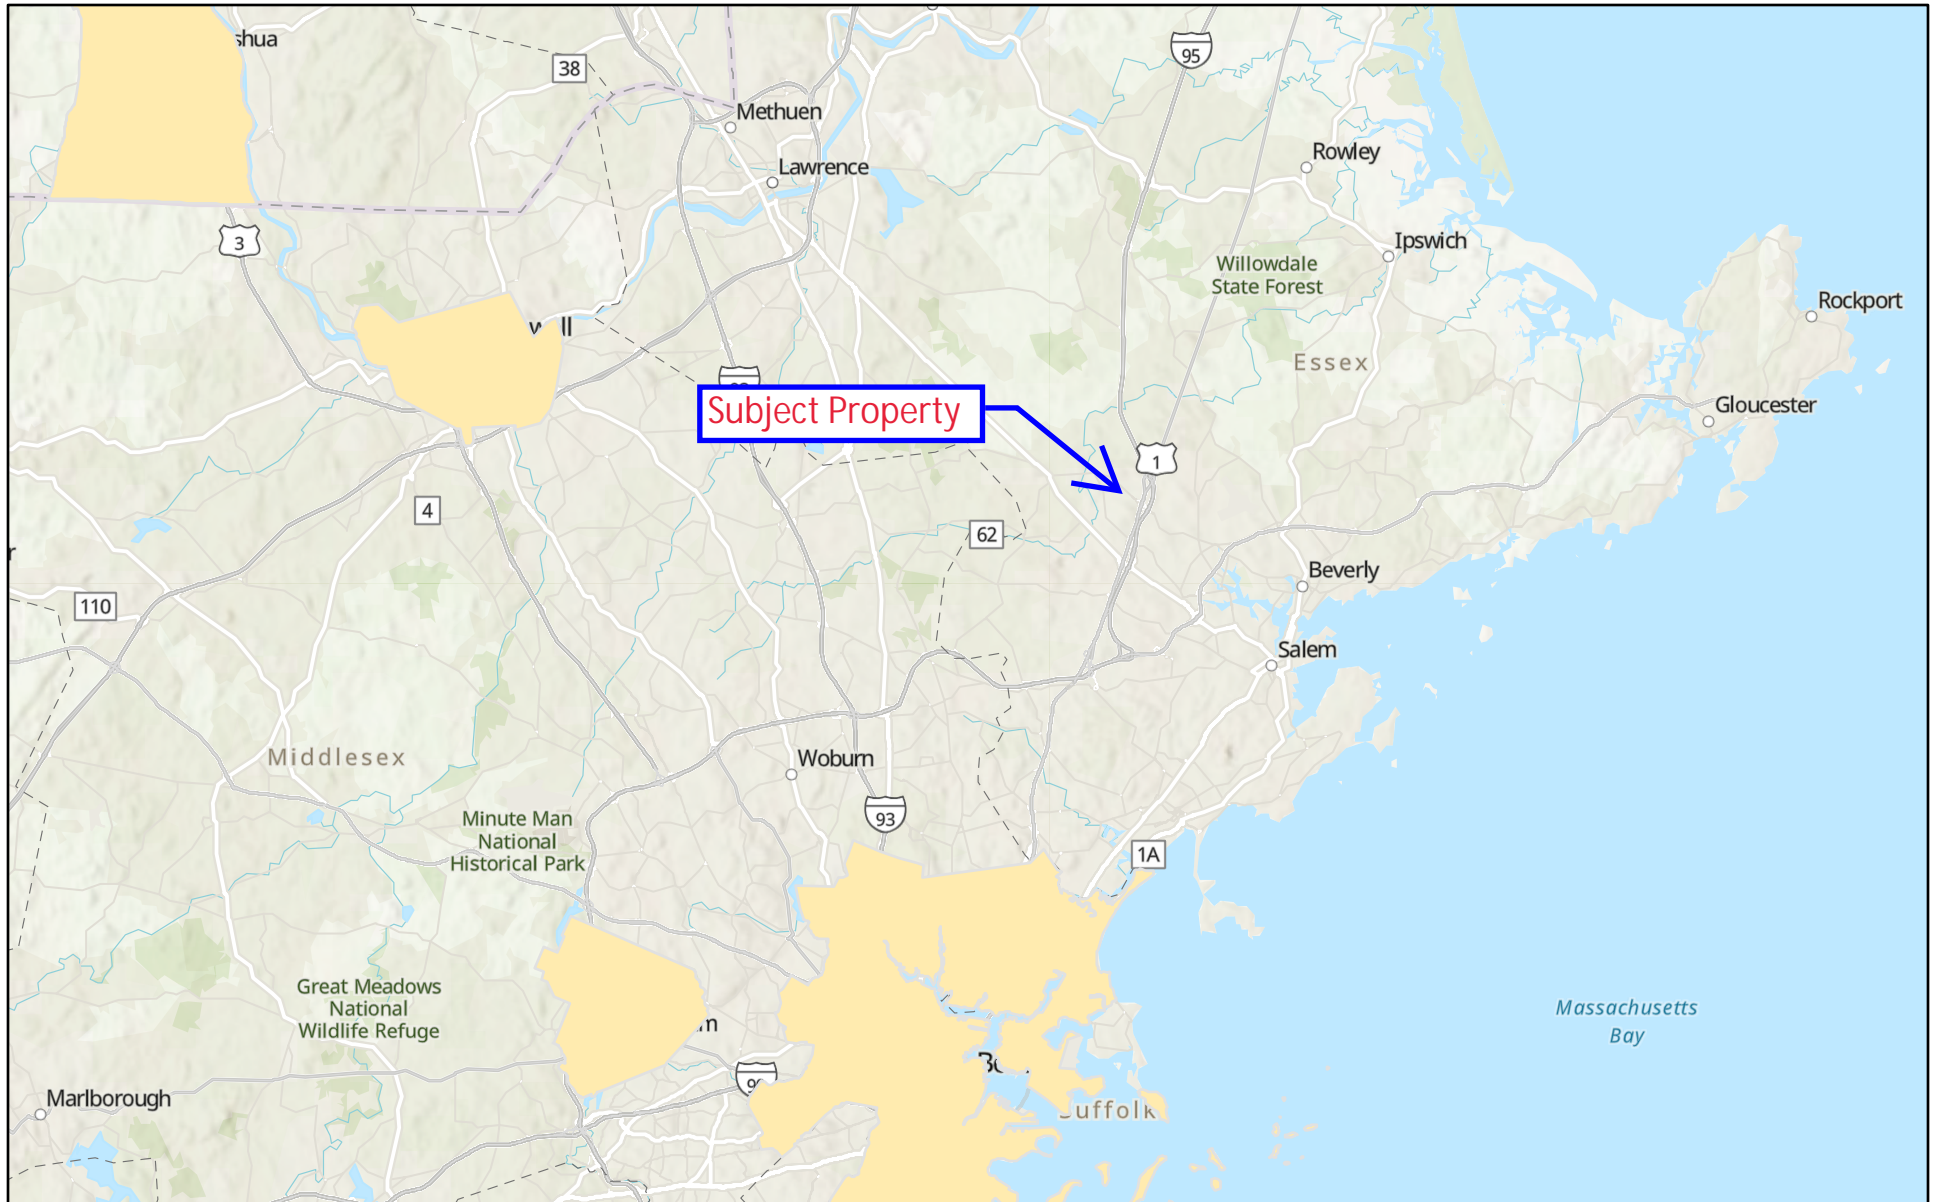 shua
38
95
Methuen
Lawrence
Rowley
3
Ipswich
Willowdale
State Forest
Rockport
Essex
Gloucester
Subject Property
1
4
62
Beverly
110
Salem
Middlesex
Woburn
Minute Man
National
Historical Park
93
1A
Great Meadows
National
Wildlife Refuge
Massachusetts
Bay
Marlborough
Suffolk